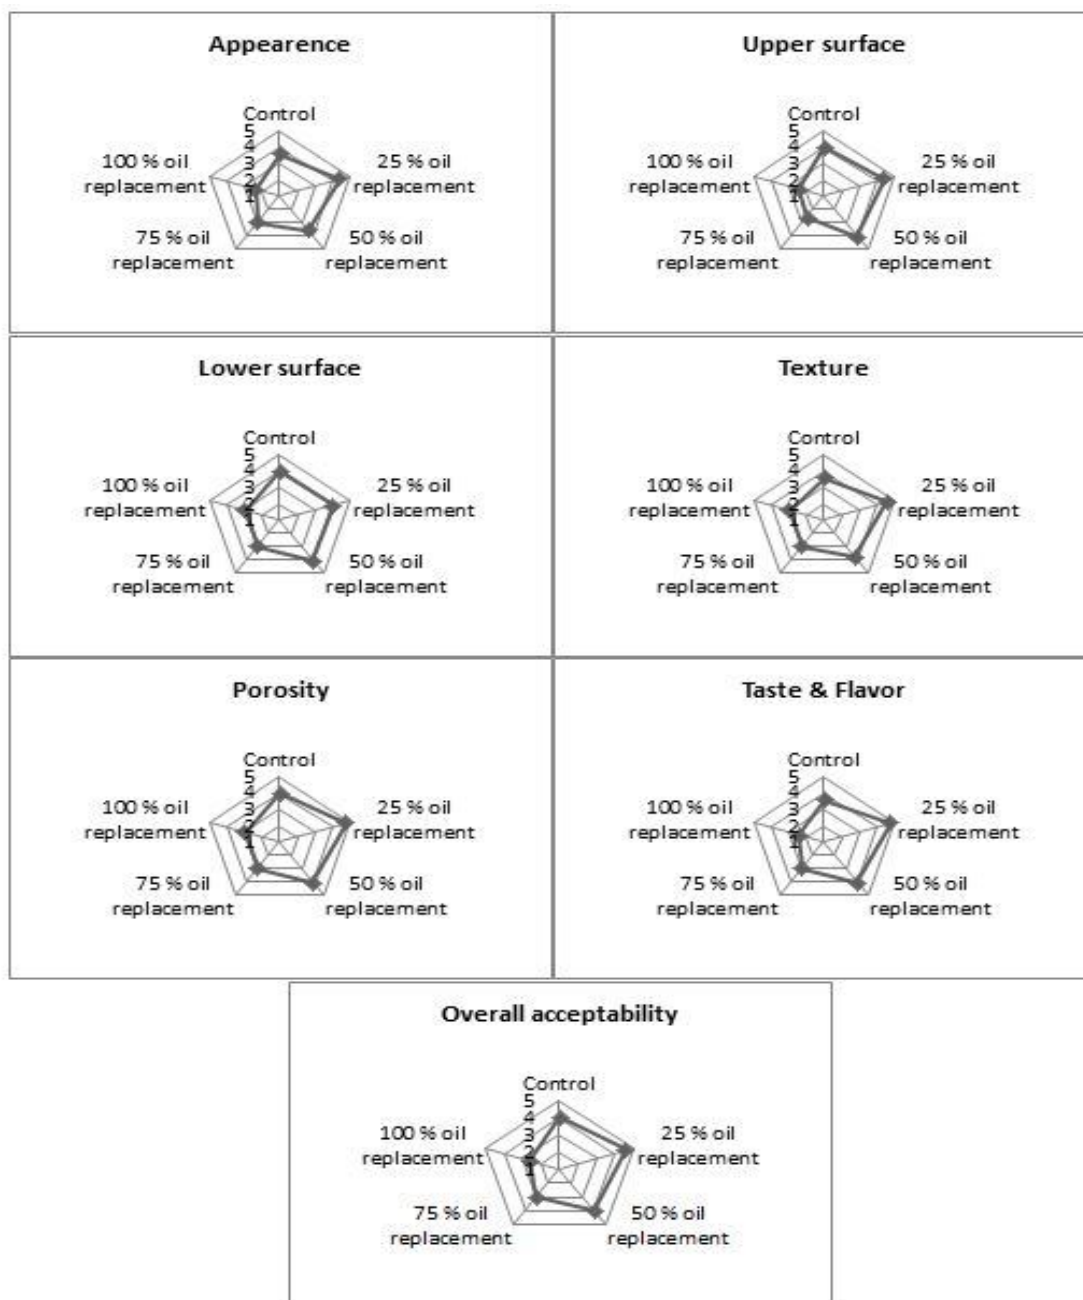 Appearence
Control
5
4
3
2
1
100 % oil
replacement
25 % oil
replacement
75 % oil
replacement
50 % oil
replacement
Upper surface
Control
5
4
3
2
1
100 % oil
replacement
25 % oil
replacement
75 % oil
replacement
50 % oil
replacement
Lower surface
Control
5
4
3
2
1
100 % oil
replacement
25 % oil
replacement
75 % oil
replacement
50 % oil
replacement
Texture
Control
5
4
3
2
1
100 % oil
replacement
25 % oil
replacement
75 % oil
replacement
50 % oil
replacement
Porosity
Control
5
4
3
2
1
100 % oil
replacement
25 % oil
replacement
75 % oil
replacement
50 % oil
replacement
Taste & Flavor
Control
5
4
3
2
1
100 % oil
replacement
25 % oil
replacement
75 % oil
replacement
50 % oil
replacement
Overall acceptability
Control
5
4
3
2
1
100 % oil
replacement
25 % oil
replacement
75 % oil
replacement
50 % oil
replacement